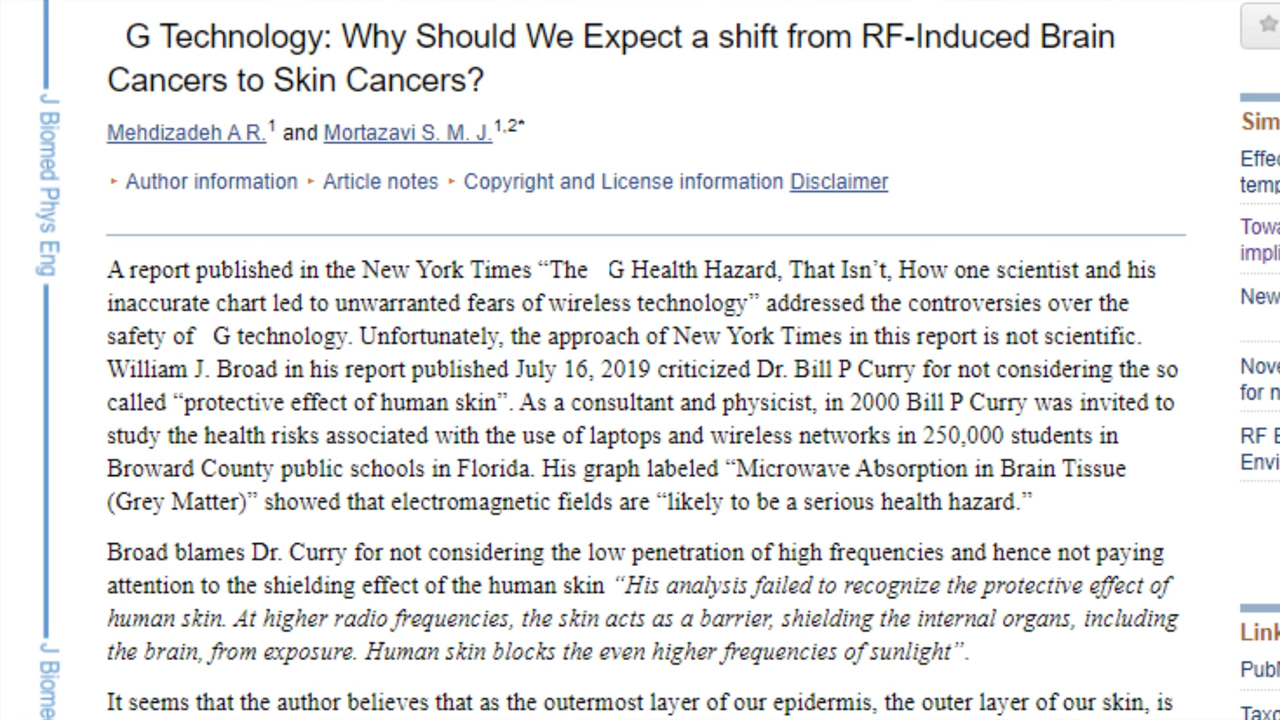 G Technology: Why Should We Expect a shift from RF-Induced Brain
Cancers to Skin Cancers?
Mehdizadeh A R.1 and Mortazavi S. M. J.1,2*
Author information Article notes Copyright and License information Disclaimer
A report published in the New York Times “The G Health Hazard, That Isn’t, How one scientist and his
inaccurate chart led to unwarranted fears of wireless technology” addressed the controversies over the
safety of G technology. Unfortunately, the approach of New York Times in this report is not scientific.
William J. Broad in his report published July 16, 2019 criticized Dr. Bill P Curry for not considering the so
called “protective effect of human skin”. As a consultant and physicist, in 2000 Bill P Curry was invited to
study the health risks associated with the use of laptops and wireless networks in 250,000 students in
Broward County public schools in Florida. His graph labeled “Microwave Absorption in Brain Tissue
(Grey Matter)” showed that electromagnetic fields are “likely to be a serious health hazard.”
Broad blames Dr. Curry for not considering the low penetration of high frequencies and hence not paying
attention to the shielding effect of the human skin “His analysis failed to recognize the protective effect of
human skin. At higher radio frequencies, the skin acts as a barrier, shielding the internal organs, including
the brain, from exposure. Human skin blocks the even higher frequencies of sunlight”.
It seems that the author believes that as the outermost layer of our epidermis, the outer layer of our skin, is
J Biomed Phys Eng
J Biome
Sim
Effe
temp
Towa
impli
New
Nove
for n
RF E
Envi
Link
Publ
Taxo